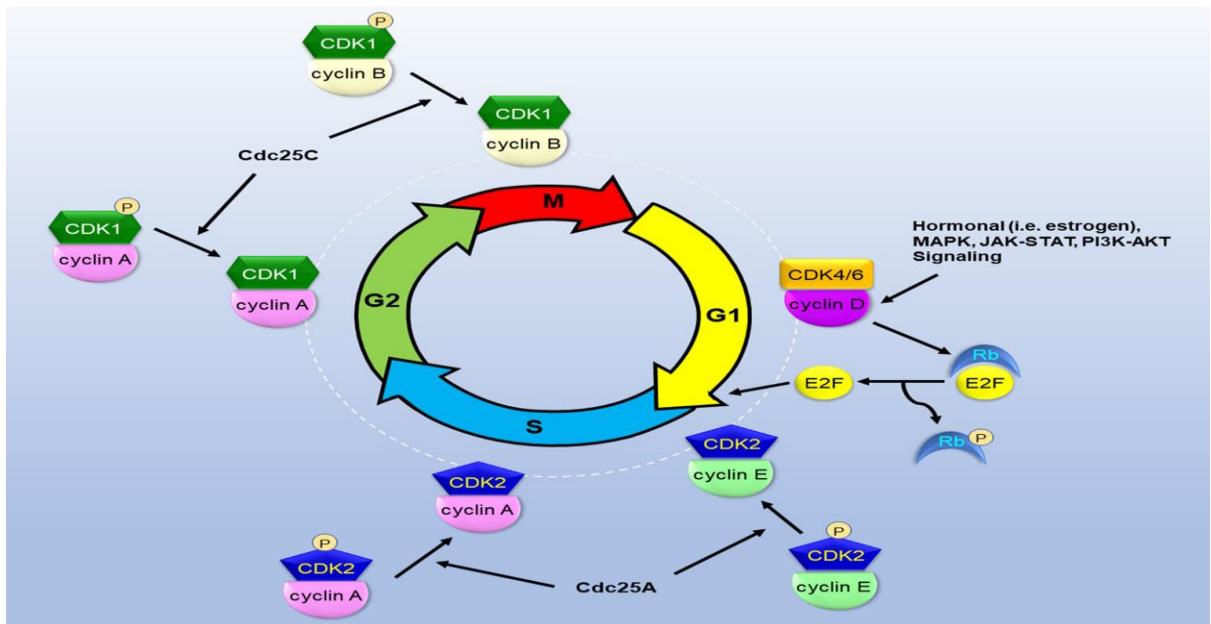 P
CDK1
cyclin B
CDK1
cyclin B
Cdc25C
P
CDK1
cyclin A
CDK1
cyclin A
M
G2
G1
S
Hormonal (i.e. estrogen),
MAPK, JAK-STAT, PI3K-AKT
Signaling
CDK4/6
cyclin D
Rb
E2F
E2F
Rb P
CDK2
cyclin E
CDK2
cyclin A
P
CDK2
cyclin A
Cdc25A
P
CDK2
cyclin E